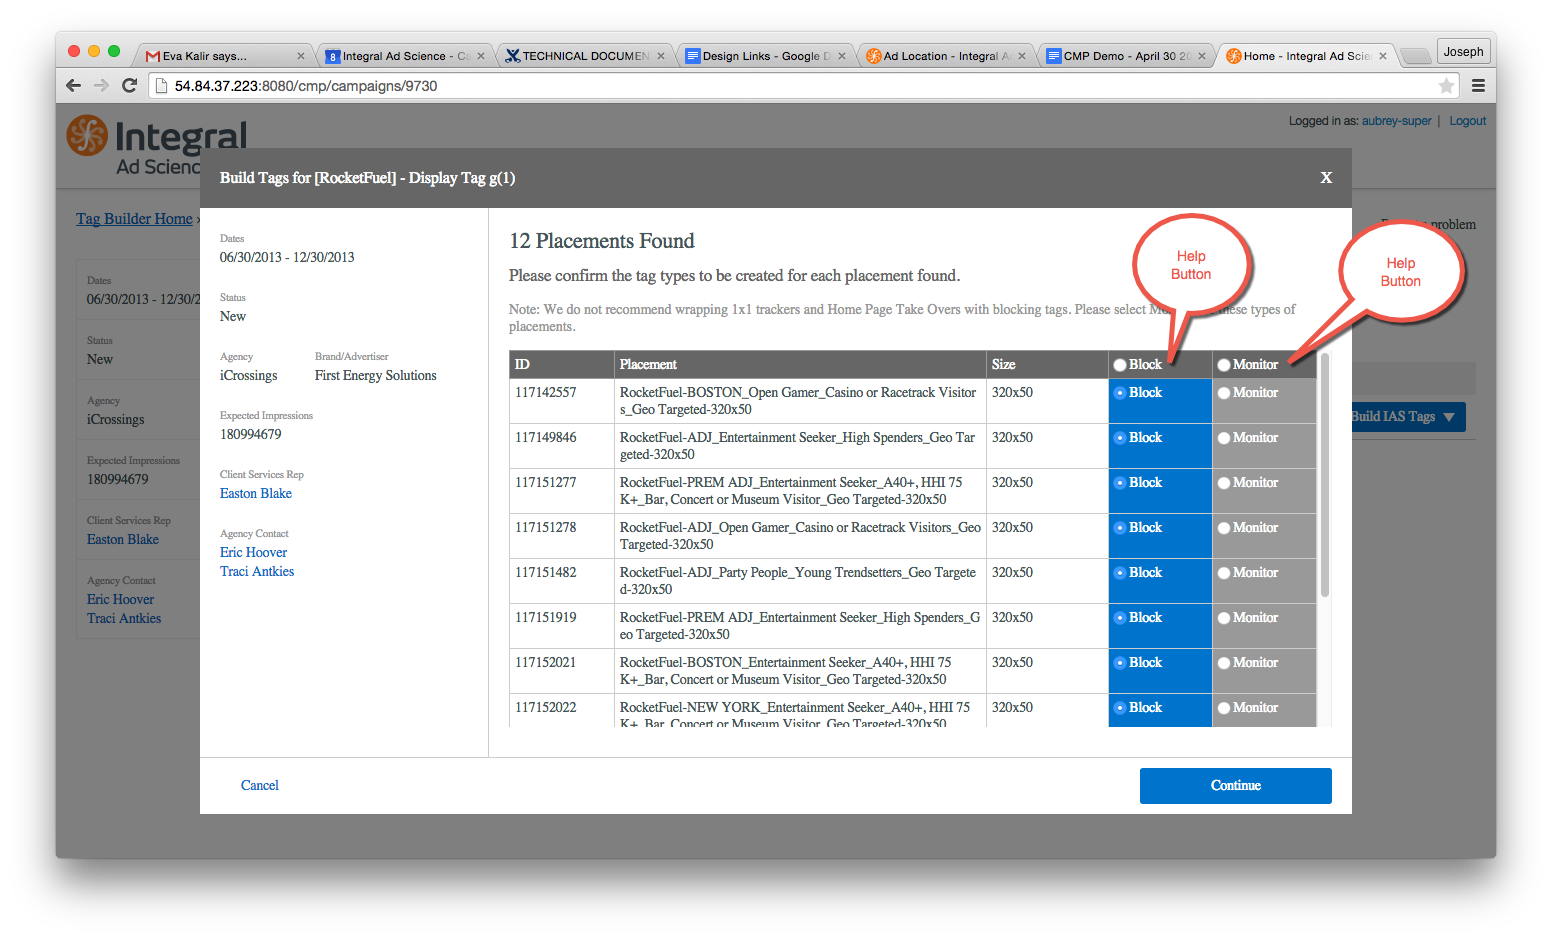 Eva Kalir says...
Integral Ad Science - Ca
TECHNICAL DOCUMEN
Design Links - Google D
Ad Location - Integral A
CMP Demo - April 30 20
Home - Integral Ad Scie
Joseph
54.84.37.223:8080/cmp/campaigns/9730
Integral
Ad Scienc
Logged in as: aubrey-super | Logout
Build Tags for [RocketFuel] - Display Tag g(1)
X
Tag Builder Home ›
problem
Dates
06/30/2013 - 12/30/2
Status
New
Agency
iCrossings
Expected Impressions
180994679
Client Services Rep
Easton Blake
Agency Contact
Eric Hoover
Traci Antkies
Build IAS Tags
Dates
06/30/2013 - 12/30/2013
Status
New
Agency Brand/Advertiser
iCrossings First Energy Solutions
Expected Impressions
180994679
Client Services Rep
Easton Blake
Agency Contact
Eric Hoover
Traci Antkies
12 Placements Found
Please confirm the tag types to be created for each placement found.
Note: We do not recommend wrapping 1x1 trackers and Home Page Take Overs with blocking tags. Please select Mo these types of
placements.
Help
Button
Help
Button
ID Placement Size Block Monitor
117142557 RocketFuel-BOSTON_Open Gamer_Casino or Racetrack Visitor 320x50 Block Monitor
s_Geo Targeted-320x50
117149846 RocketFuel-ADJ_Entertainment Seeker_High Spenders_Geo Tar 320x50 Block Monitor
geted-320x50
117151277 RocketFuel-PREM ADJ_Entertainment Seeker_A40+, HHI 75 320x50 Block Monitor
K+_Bar, Concert or Museum Visitor_Geo Targeted-320x50
117151278 RocketFuel-ADJ_Open Gamer_Casino or Racetrack Visitors_Geo 320x50 Block Monitor
Targeted-320x50
117151482 RocketFuel-ADJ_Party People_Young Trendsetters_Geo Targete 320x50 Block Monitor
d-320x50
117151919 RocketFuel-PREM ADJ_Entertainment Seeker_High Spenders_G 320x50 Block Monitor
eo Targeted-320x50
117152021 RocketFuel-BOSTON_Entertainment Seeker_A40+, HHI 75 320x50 Block Monitor
K+_Bar, Concert or Museum Visitor_Geo Targeted-320x50
117152022 RocketFuel-NEW YORK_Entertainment Seeker_A40+, HHI 75 320x50 Block Monitor
K+_Bar, Concert or Museum Visitor_Geo Targeted-320x50
Cancel
Continue